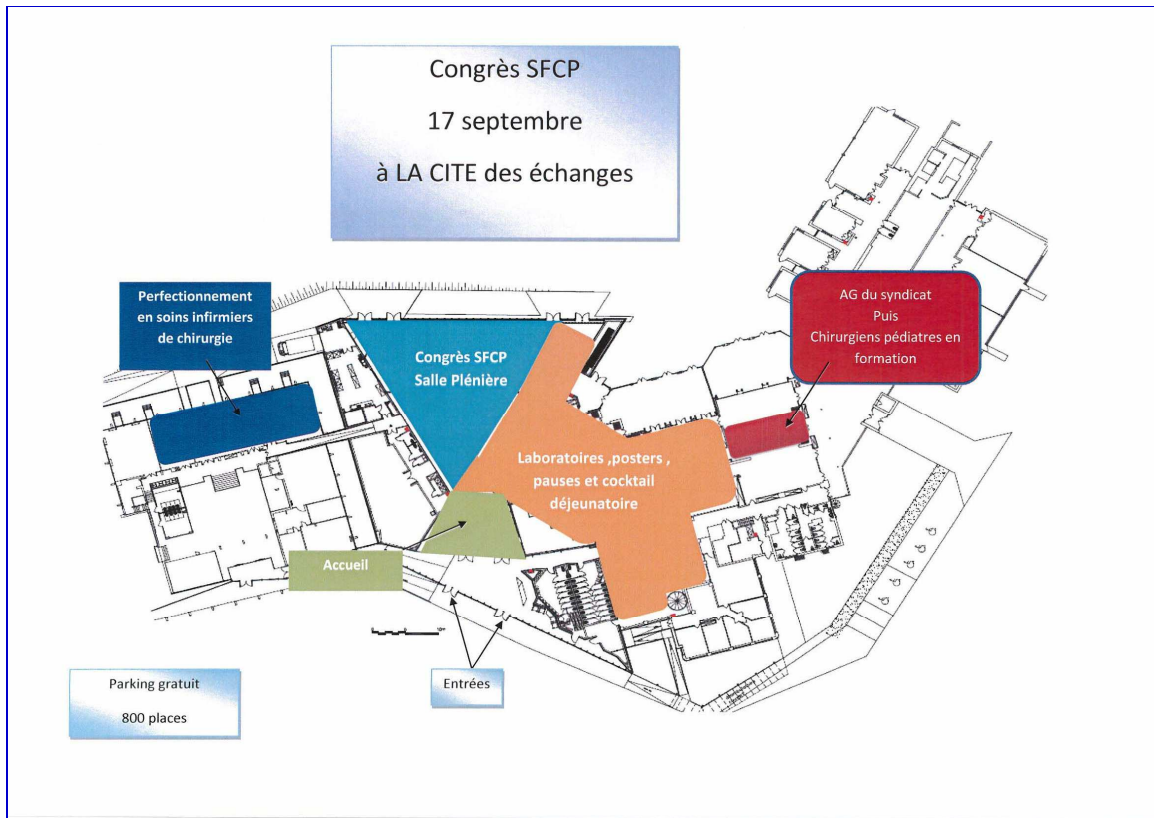 Congrès SFCP
17 septembre
à LA CITE des échanges
Perfectionnement
en soins infirmiers
de chirurgie
Congrès SFCP
Salle Plénière
AG du syndicat
Puis
Chirurgiens pédiatres en
formation
Laboratoires ,posters ,
pauses et cocktail
déjeunatoire
Accueil
Entrées
Parking gratuit
800 places